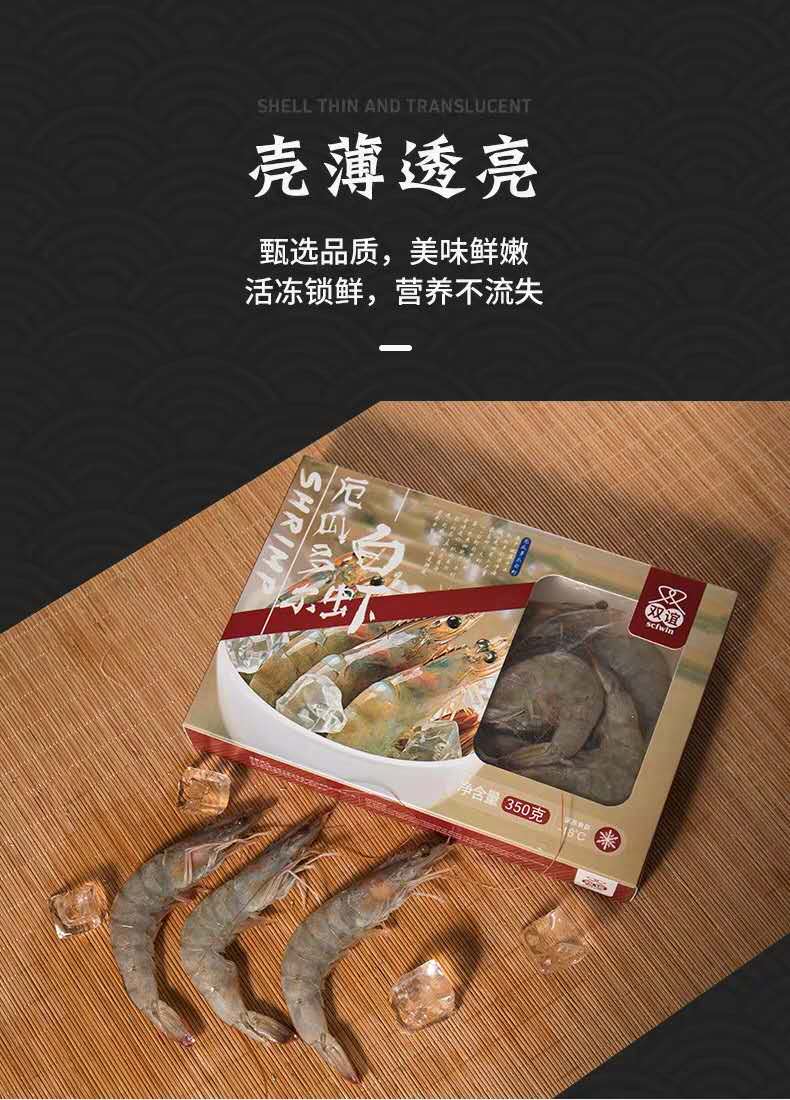 SHELL THIN AND TRANSLUCENT
壳薄透亮
甄选品质，美味鲜嫩
活冻锁鲜，营养不流失
厄瓜多尔
白虾
SHRIMP
双谊
scfwin
净含量 350克
-18℃